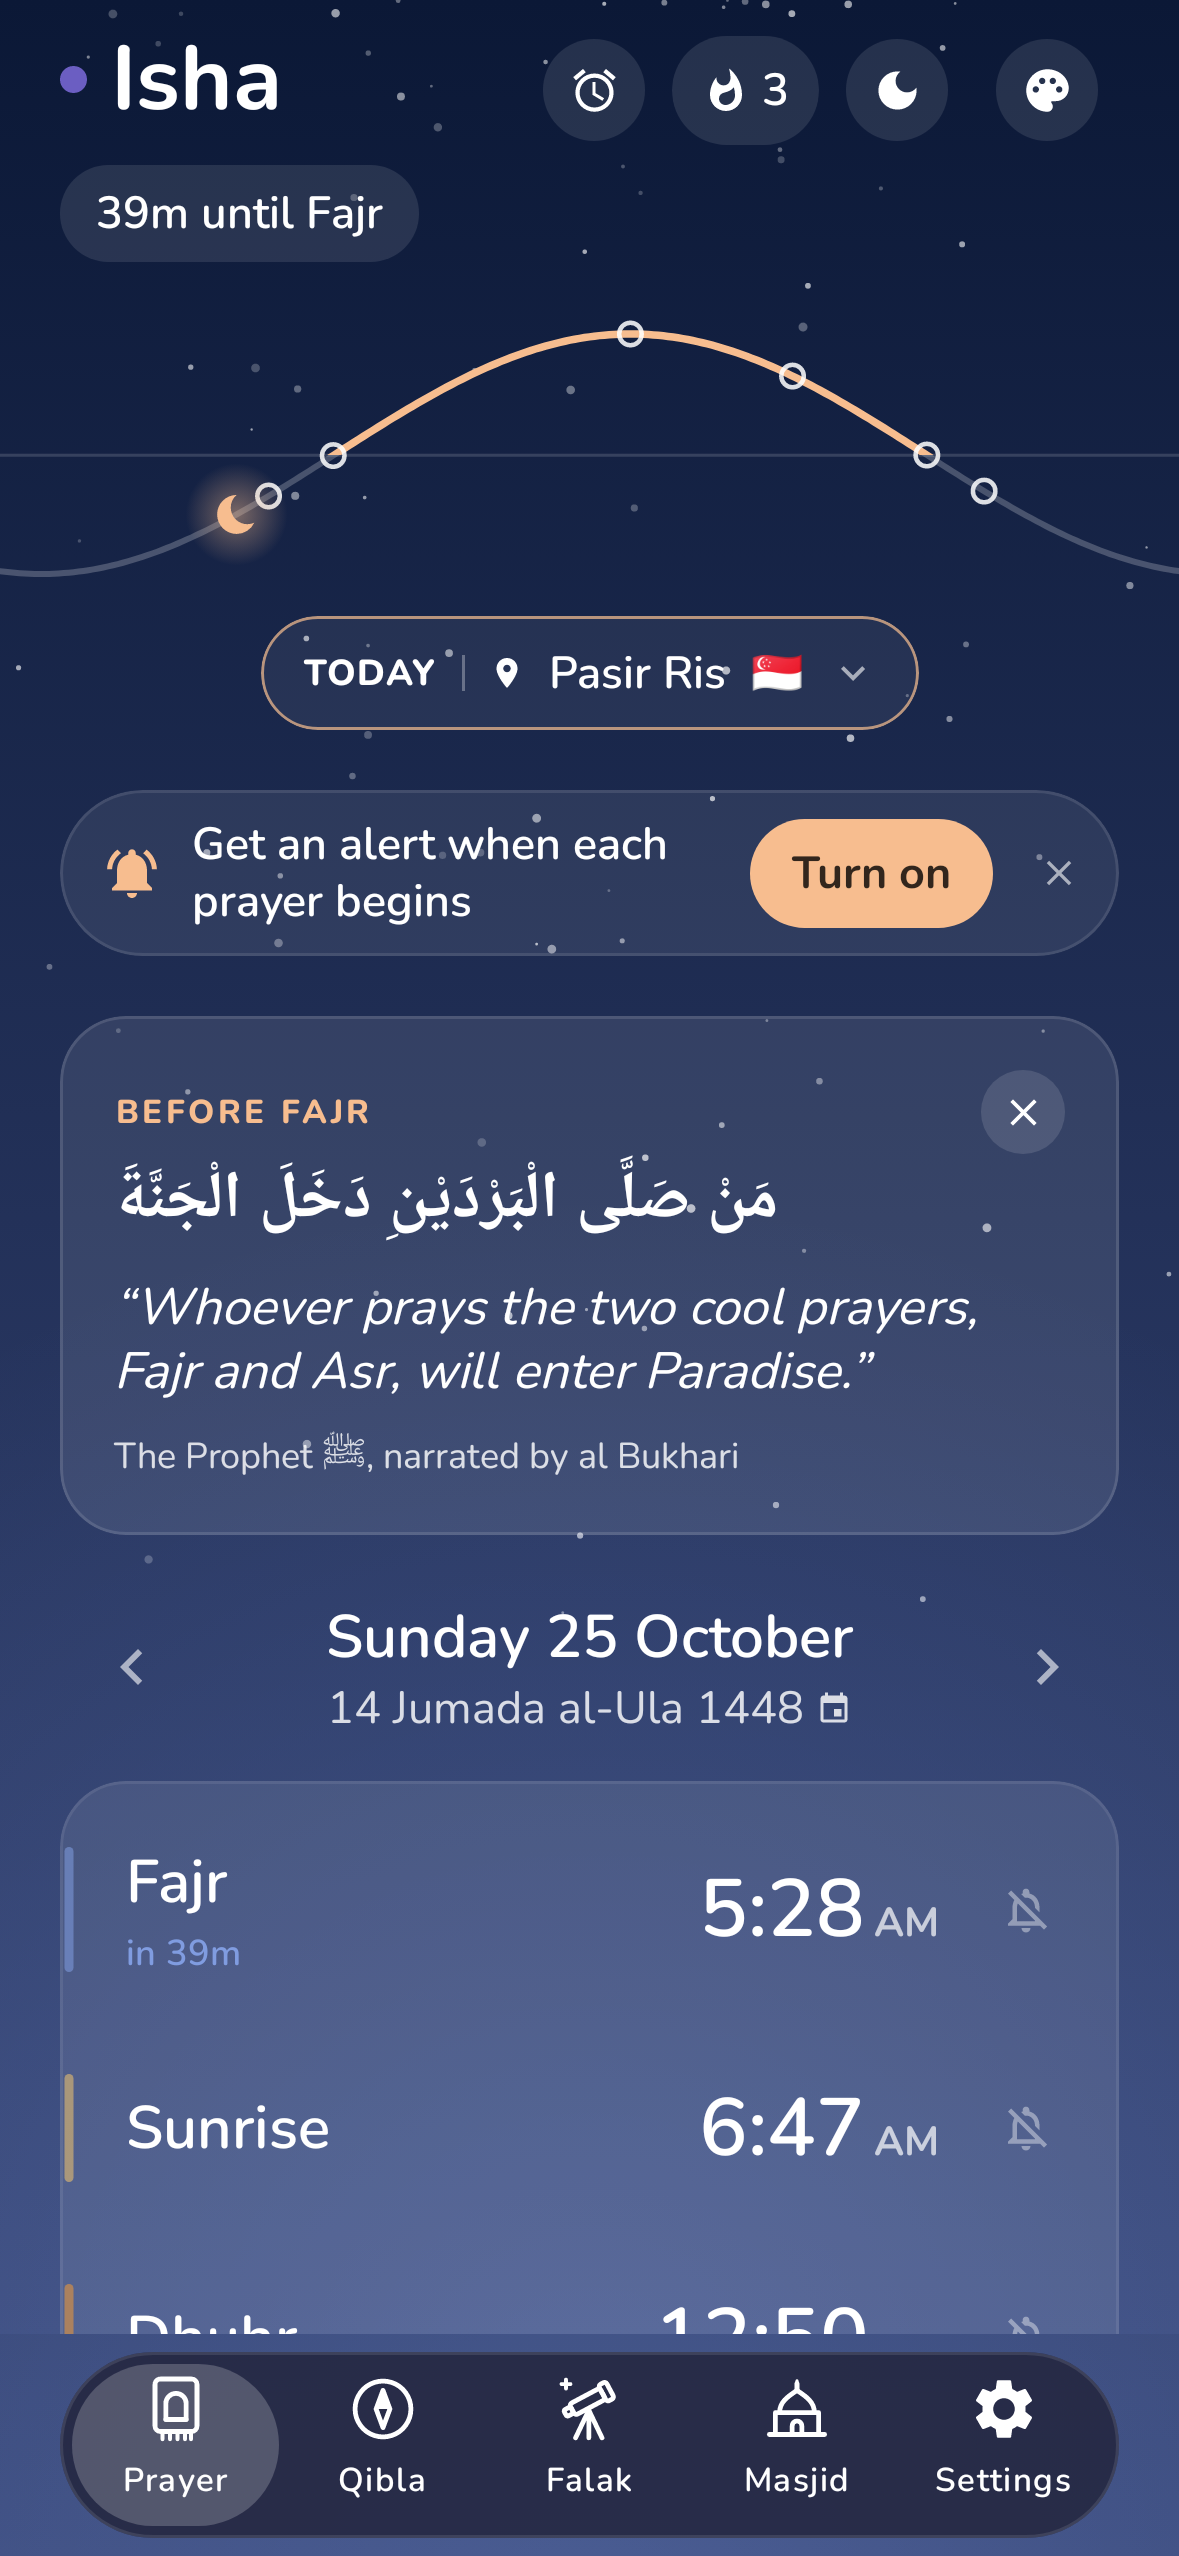 Isha
3
39m until Fajr
TODAY | Pasir Ris 🇸🇬
Get an alert when each
prayer begins
Turn on
BEFORE FAJR
مَنْ صَلَّى الْبَرْدَيْنِ دَخَلَ الْجَنَّةَ
“Whoever prays the two cool prayers,
Fajr and Asr, will enter Paradise.”
The Prophet ﷺ, narrated by al Bukhari
Sunday 25 October
14 Jumada al-Ula 1448
Fajr
5:28 AM
in 39m
Sunrise
6:47 AM
Dhuhr
12:50
Prayer
Qibla
Falak
Masjid
Settings